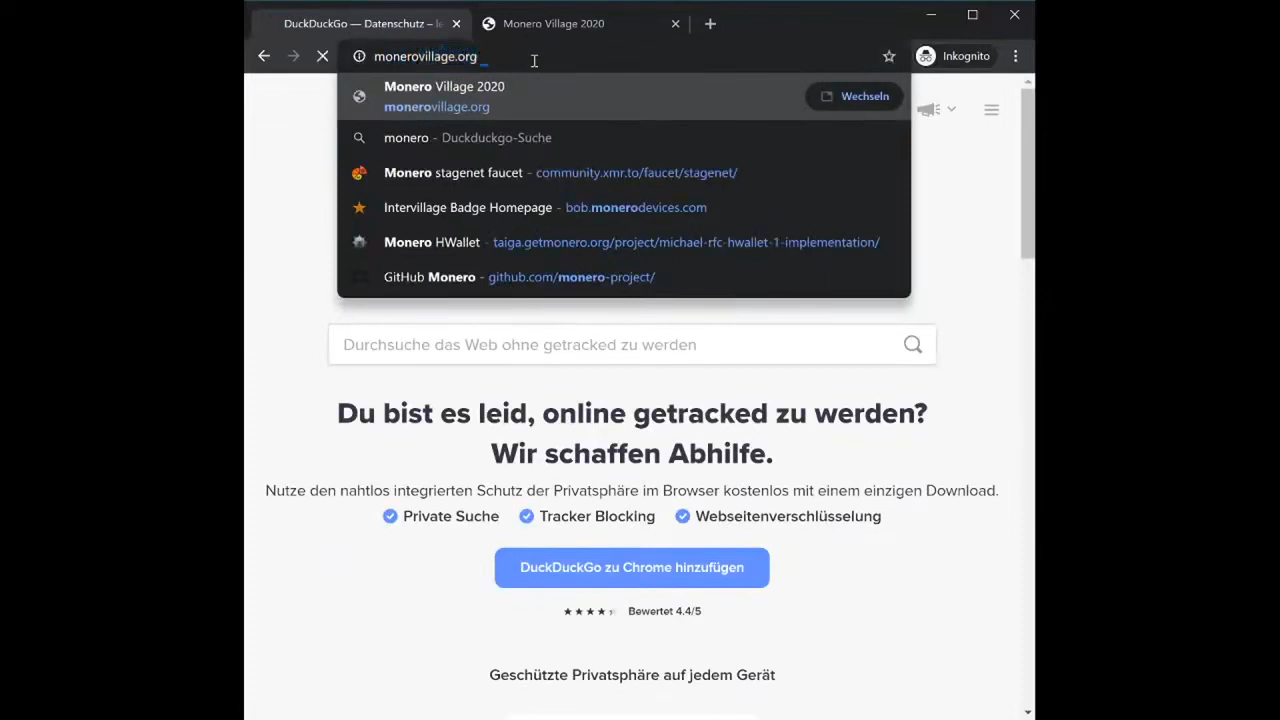 DuckDuckGo — Datenschutz – le
Monero Village 2020
monerovillage.org
Inkognito
Monero Village 2020
monerovillage.org
Wechseln
monero - Duckduckgo-Suche
Monero stagenet faucet - community.xmr.to/faucet/stagenet/
Intervillage Badge Homepage - bob.monerodevices.com
Monero HWallet - taiga.getmonero.org/project/michael-rfc-hwallet-1-implementation/
GitHub Monero - github.com/monero-project/
Durchsuche das Web ohne getracked zu werden
Du bist es leid, online getracked zu werden?
Wir schaffen Abhilfe.
Nutze den nahtlos integrierten Schutz der Privatsphäre im Browser kostenlos mit einem einzigen Download.
Private Suche Tracker Blocking Webseitenverschlüsselung
DuckDuckGo zu Chrome hinzufügen
Bewertet 4.4/5
Geschützte Privatsphäre auf jedem Gerät